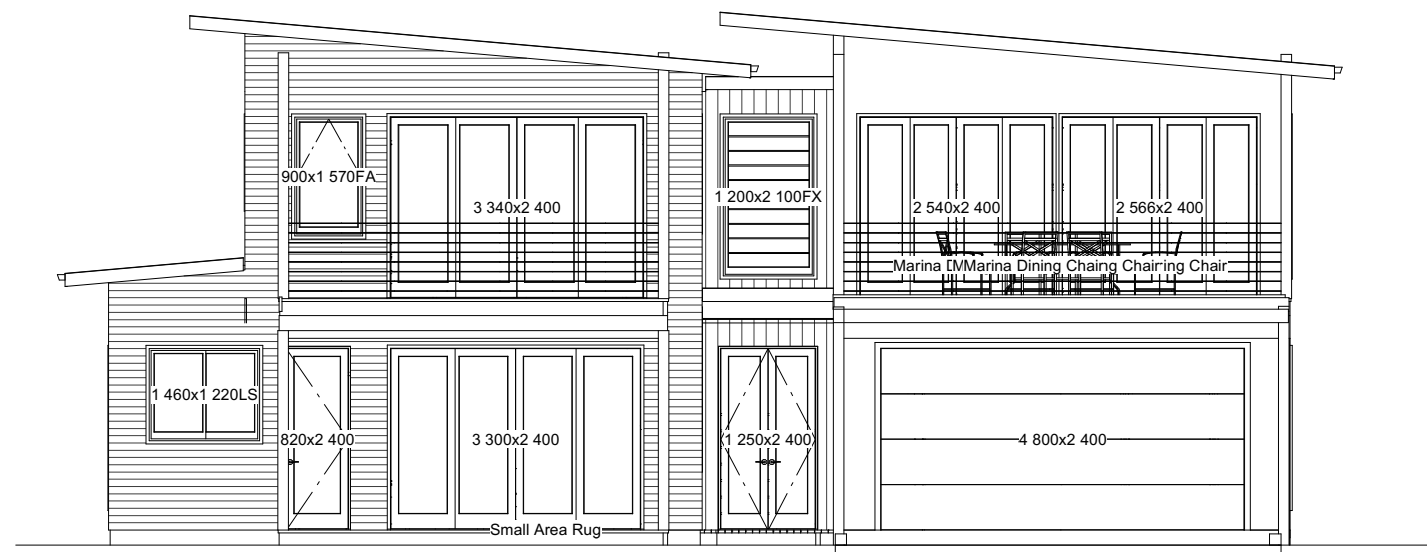 900x1 570FA
3 340x2 400
1 200x2 100FX
2 540x2 400
2 566x2 400
Marina Dining Chair
1 460x1 220LS
820x2 400
3 300x2 400
1 250x2 400
4 800x2 400
Small Area Rug